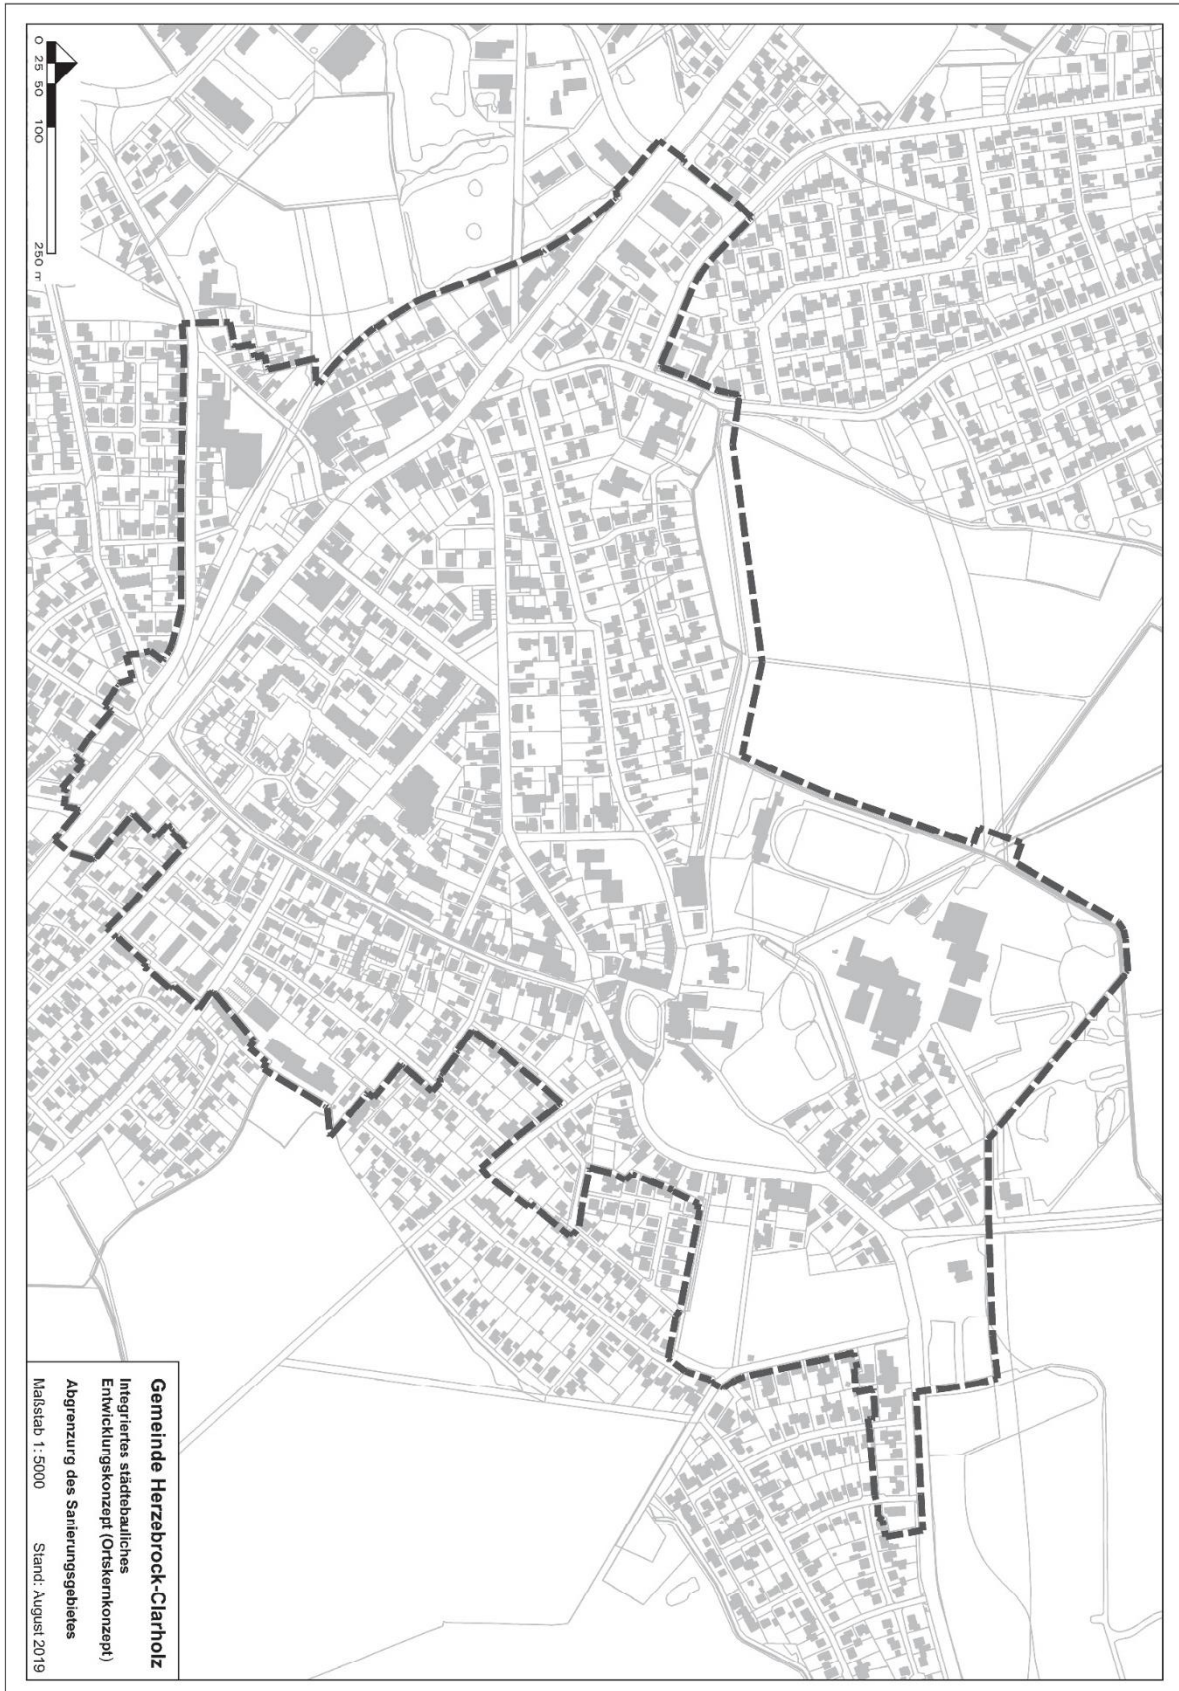 Gemeinde Herzebrock-Clarholz
Integriertes städtebauliches
Entwicklungskonzept (Ortskernkonzept)
Abgrenzurg des Sanierungsgebietes
Maßstab 1:5000 Stand: August 2019
0 25 50 100 250 m